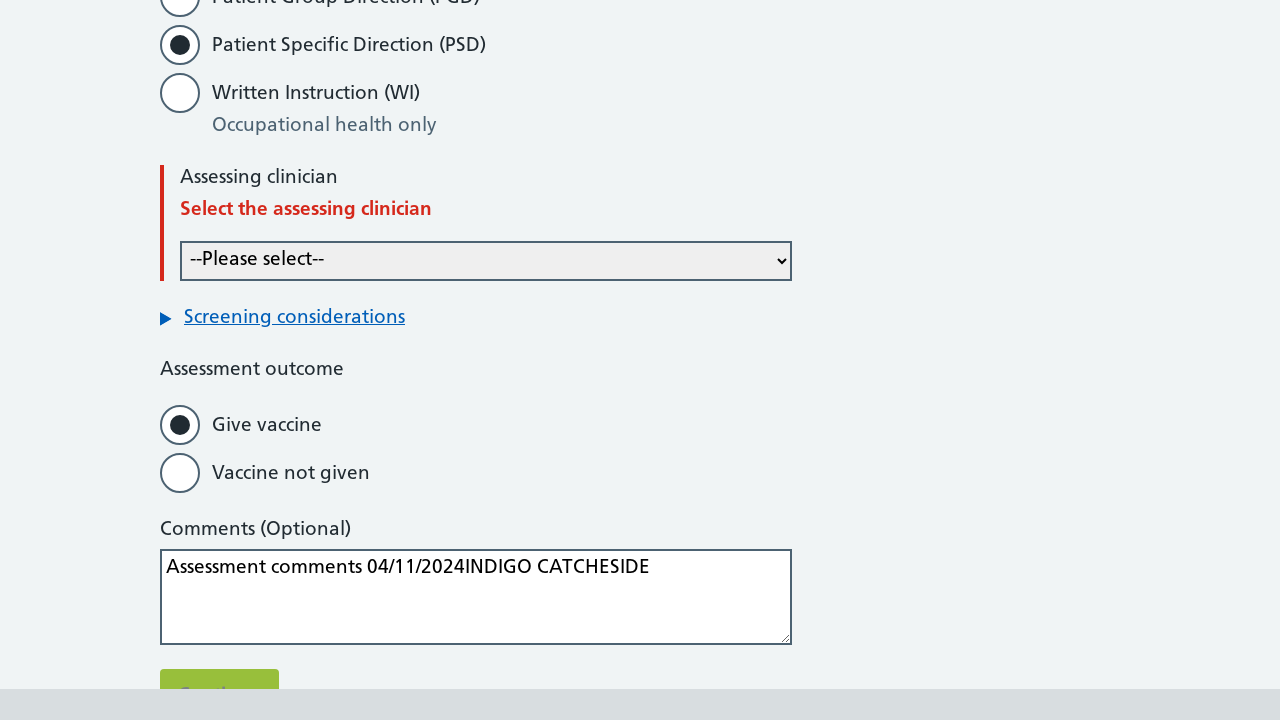 Patient Group Direction (PGD)
Patient Specific Direction (PSD)
Written Instruction (WI)
Occupational health only
Assessing clinician
Select the assessing clinician
--Please select--
Screening considerations
Assessment outcome
Give vaccine
Vaccine not given
Comments (Optional)
Assessment comments 04/11/2024INDIGO CATCHESIDE